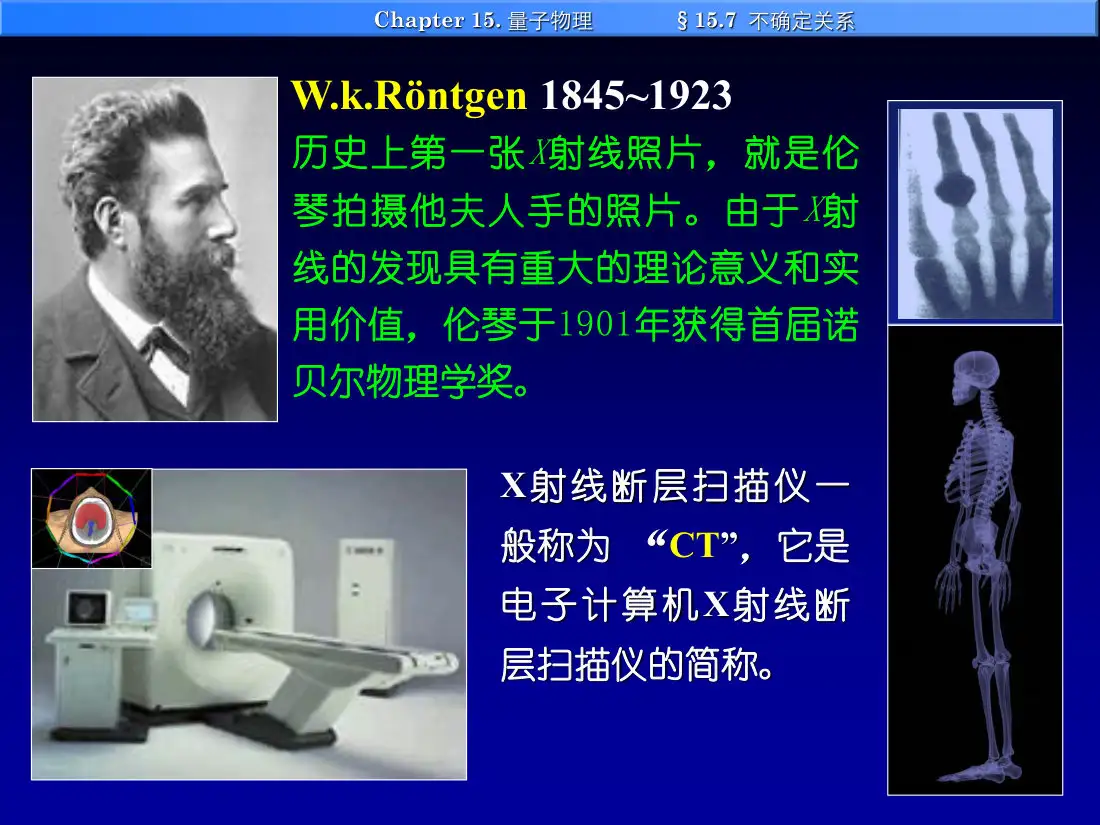 Chapter 15. 量子物理 § 15.7 不确定关系
W.k.Röntgen 1845~1923
历史上第一张X射线照片，就是伦
琴拍摄他夫人手的照片。由于X射
线的发现具有重大的理论意义和实
用价值，伦琴于1901年获得首届诺
贝尔物理学奖。
X射线断层扫描仪一
般称为 “CT”，它是
电子计算机X射线断
层扫描仪的简称。